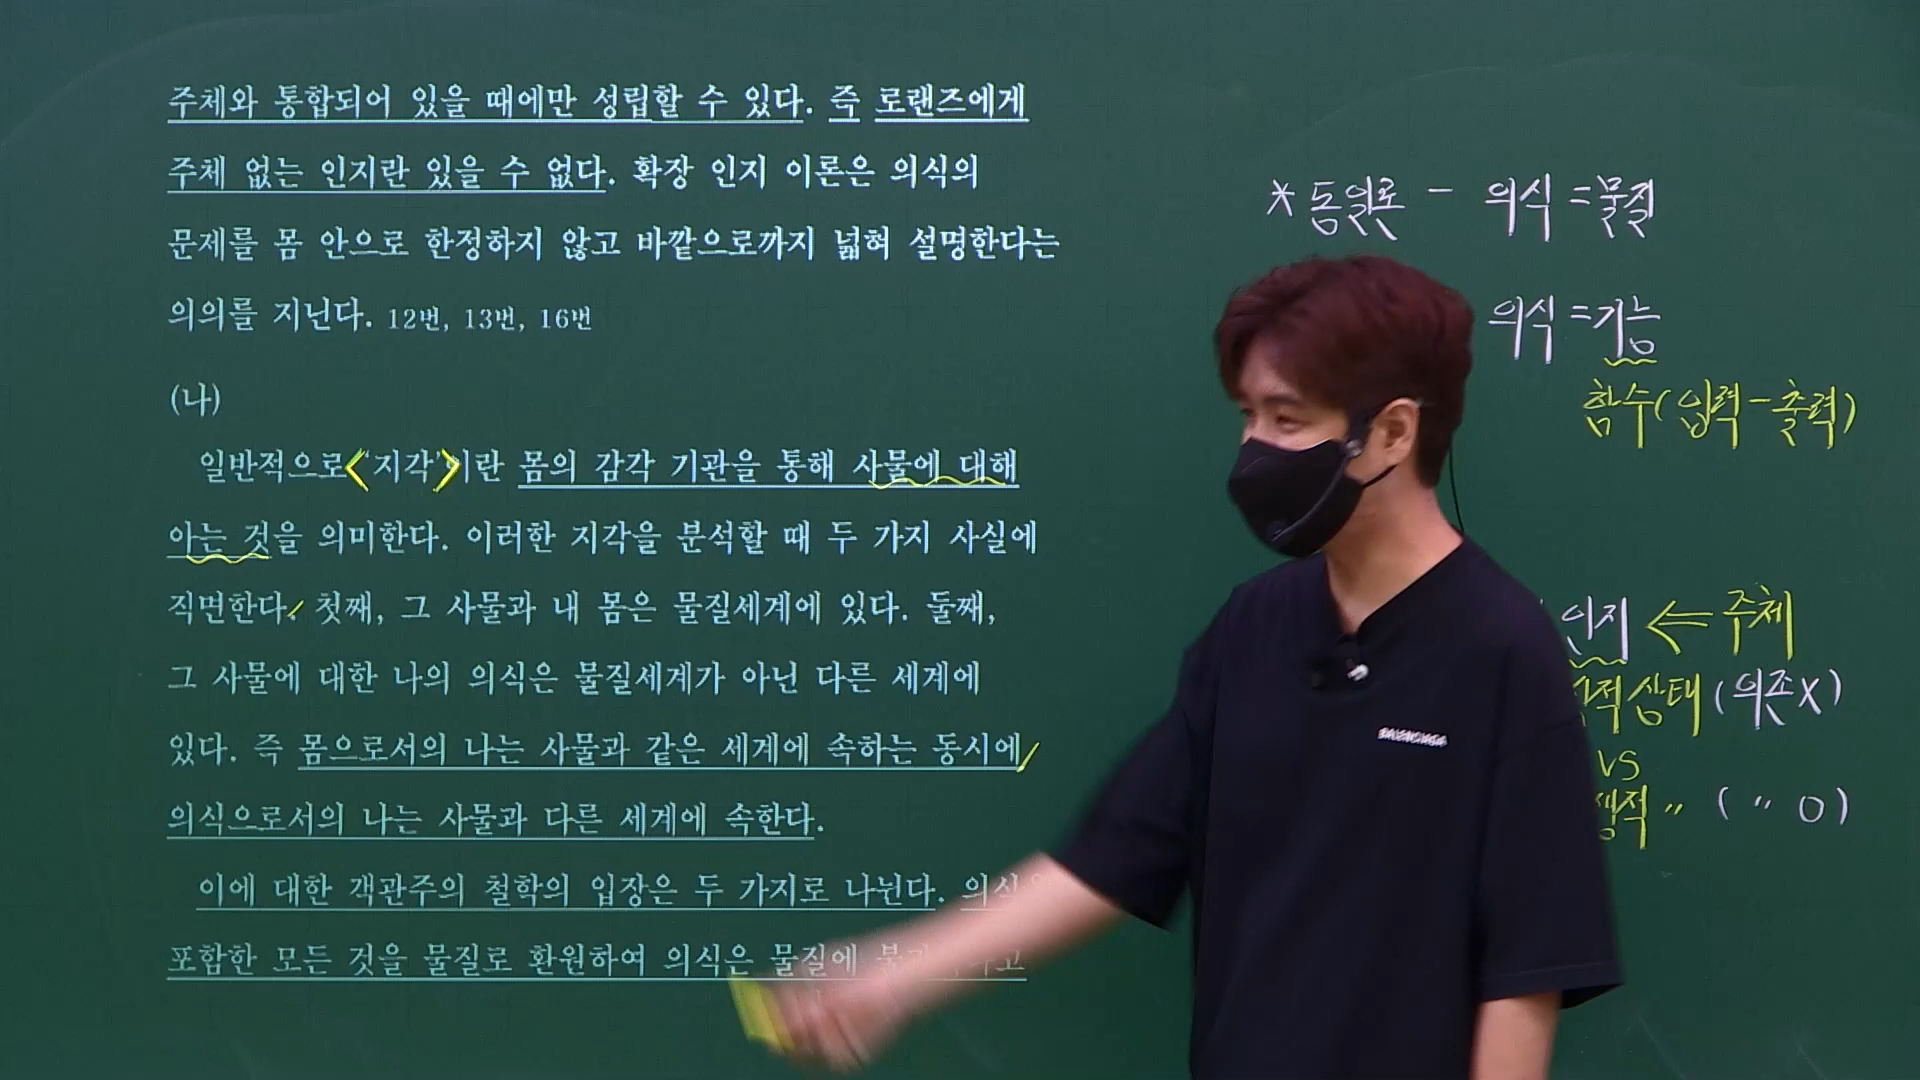 주체와 통합되어 있을 때에만 성립할 수 있다. 즉 로랜즈에게
주체 없는 인지란 있을 수 없다. 확장 인지 이론은 의식의
문제를 몸 안으로 한정하지 않고 바깥으로까지 넓혀 설명한다는
의의를 지닌다. 12번, 13번, 16번
(나)
일반적으로 <'지각'>이란 몸의 감각 기관을 통해 사물에 대해
아는 것을 의미한다. 이러한 지각을 분석할 때 두 가지 사실에
직면한다. 첫째, 그 사물과 내 몸은 물질세계에 있다. 둘째,
그 사물에 대한 나의 의식은 물질세계가 아닌 다른 세계에
있다. 즉 몸으로서의 나는 사물과 같은 세계에 속하는 동시에
의식으로서의 나는 사물과 다른 세계에 속한다.
이에 대한 객관주의 철학의 입장은 두 가지로 나뉜다.
포함한 모든 것을 물질로 환원하여 의식은 물질에
* 동일론 - 의식 = 물질
의식 = 기능
함수(입력-출력)
인지 ⇐ 주체
상태 (의존X)
VS
〃 ( 〃 O)
BALENCIAGA